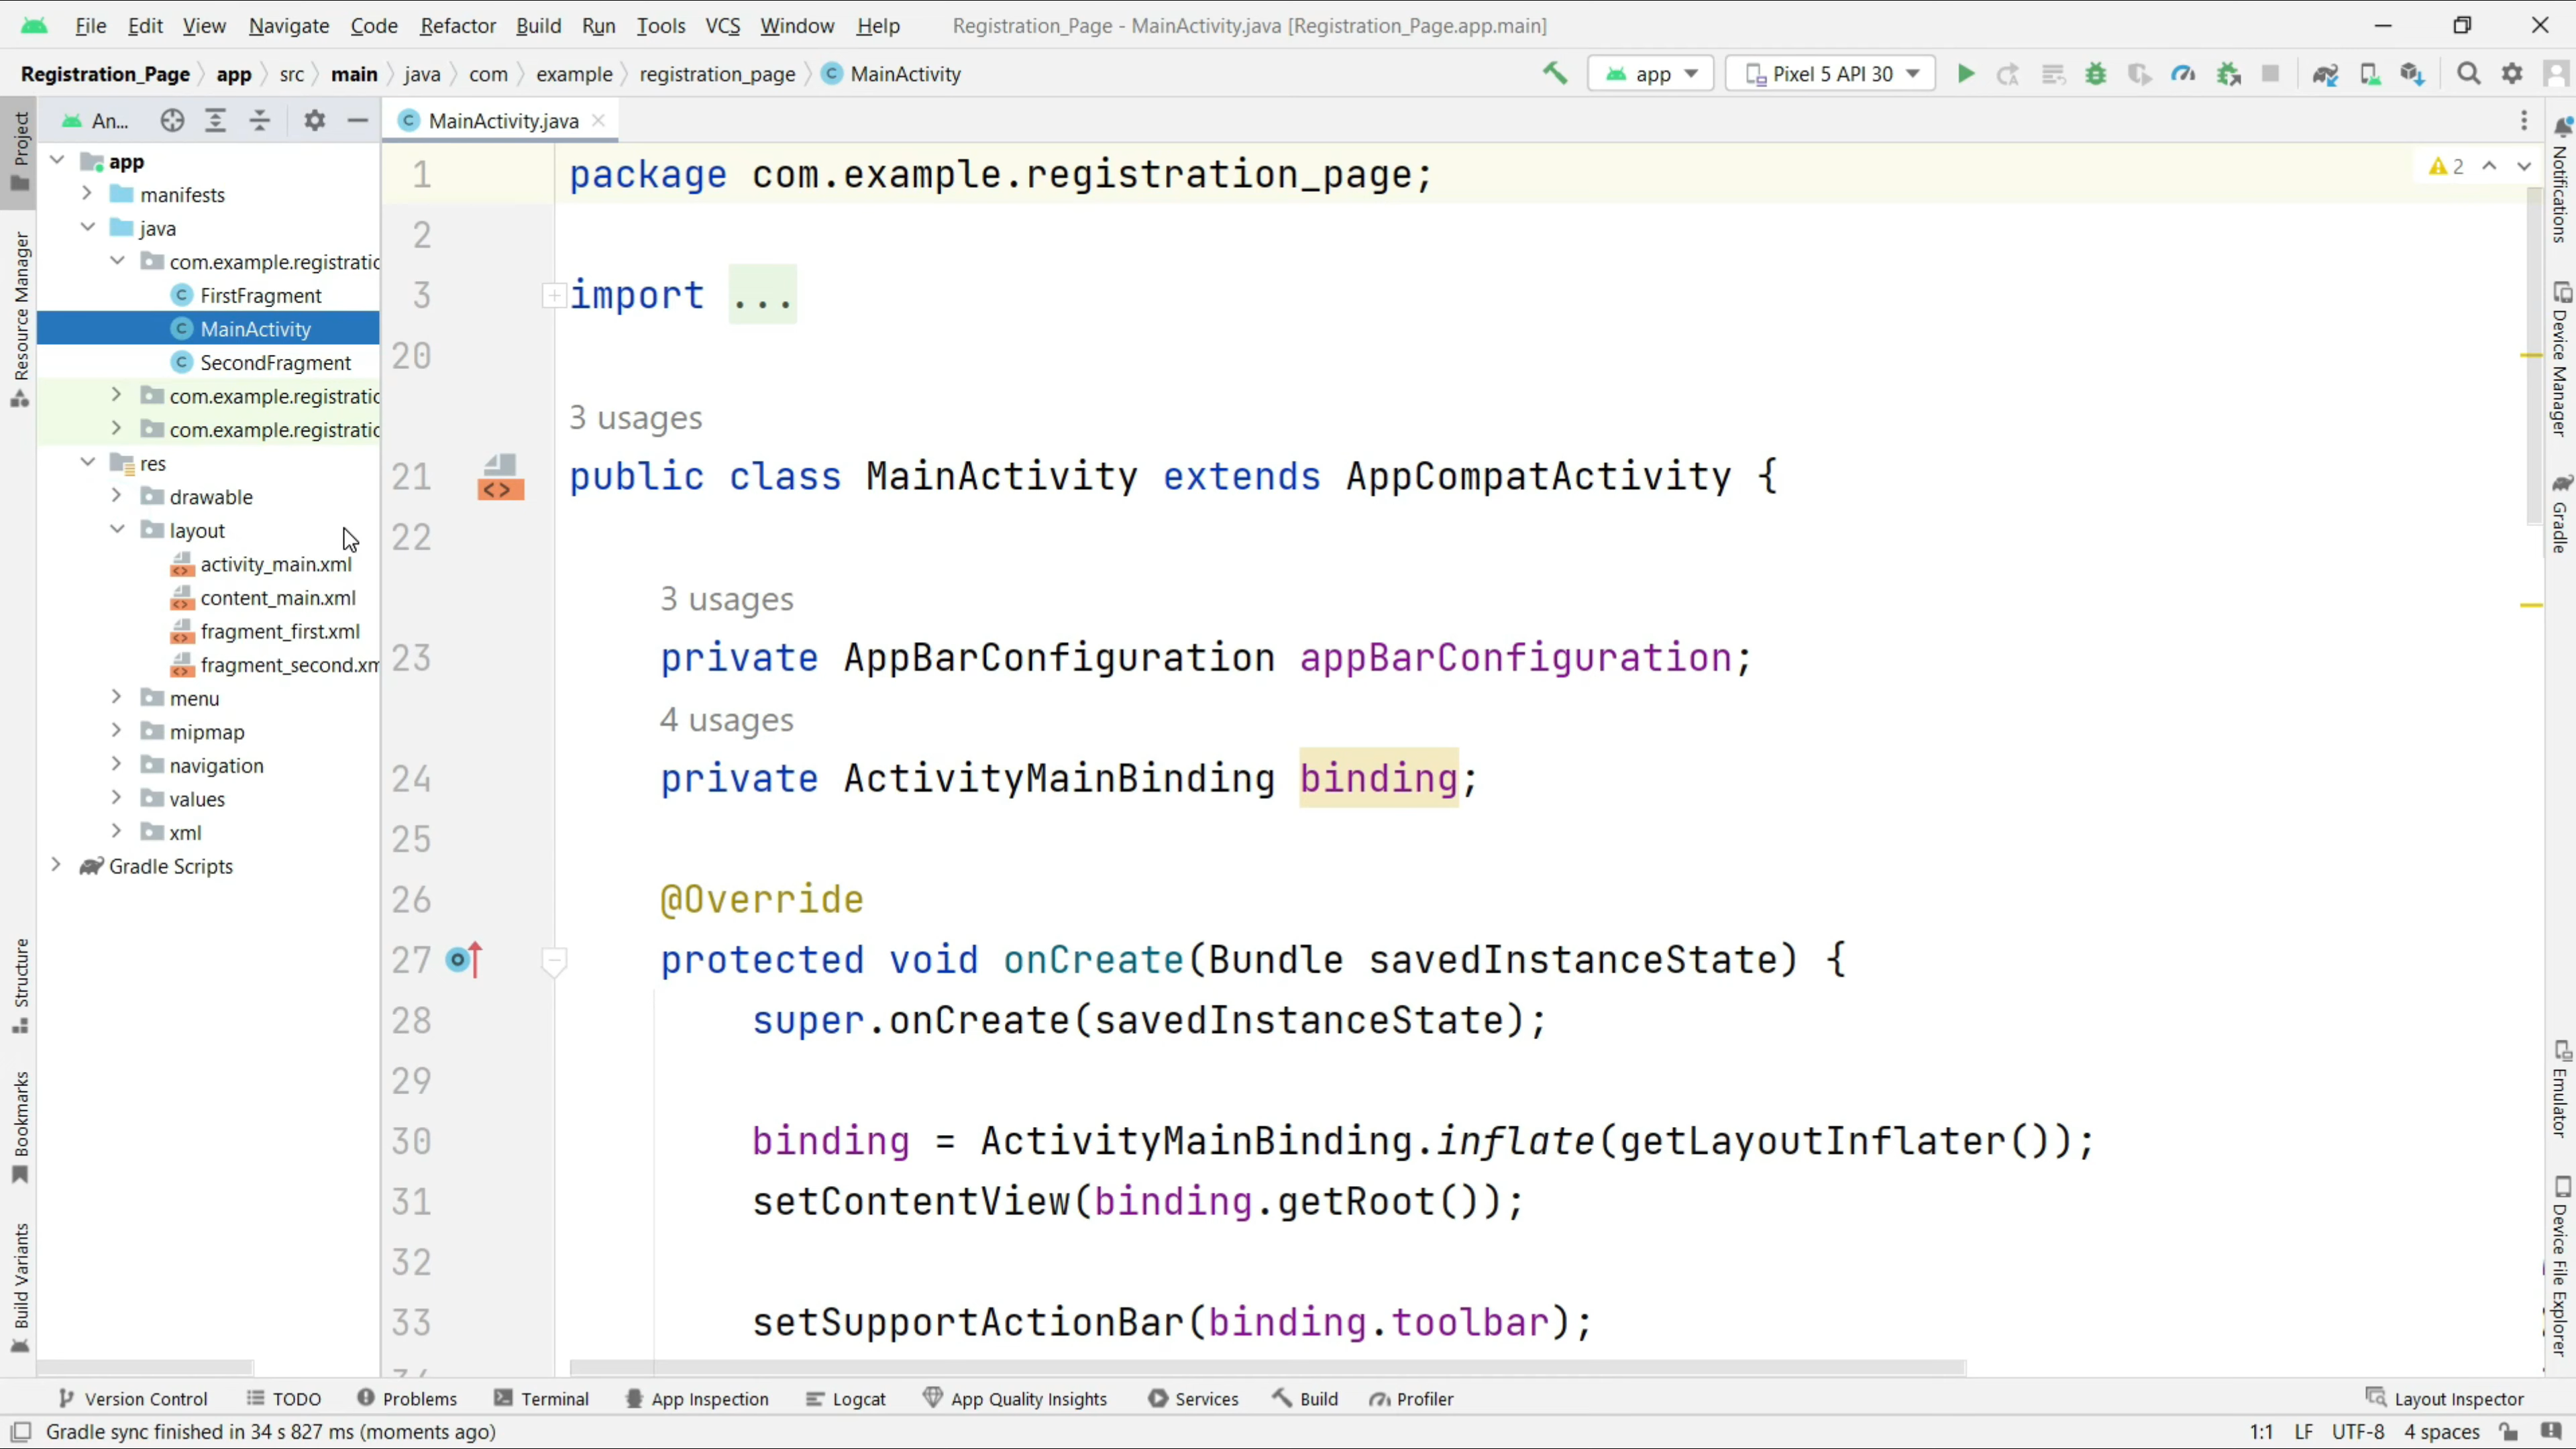 File Edit View Navigate Code Refactor Build Run Tools VCS Window Help Registration_Page - MainActivity.java [Registration_Page.app.main]
Registration_Page app src main java com example registration_page MainActivity app Pixel 5 API 30
An...
MainActivity.java
Project
Resource Manager
Structure
Bookmarks
Build Variants
app
manifests
java
com.example.registratio
FirstFragment
MainActivity
SecondFragment
com.example.registratio
com.example.registratio
res
drawable
layout
activity_main.xml
content_main.xml
fragment_first.xml
fragment_second.xm
menu
mipmap
navigation
values
xml
Gradle Scripts
1 package com.example.registration_page;
2
3 import ...
20
3 usages
21 public class MainActivity extends AppCompatActivity {
22
3 usages
23 private AppBarConfiguration appBarConfiguration;
4 usages
24 private ActivityMainBinding binding;
25
26 @Override
27 protected void onCreate(Bundle savedInstanceState) {
28 super.onCreate(savedInstanceState);
29
30 binding = ActivityMainBinding.inflate(getLayoutInflater());
31 setContentView(binding.getRoot());
32
33 setSupportActionBar(binding.toolbar);
2
Notifications
Device Manager
Gradle
Emulator
Device File Explorer
Version Control TODO Problems Terminal App Inspection Logcat App Quality Insights Services Build Profiler Layout Inspector
Gradle sync finished in 34 s 827 ms (moments ago) 1:1 LF UTF-8 4 spaces